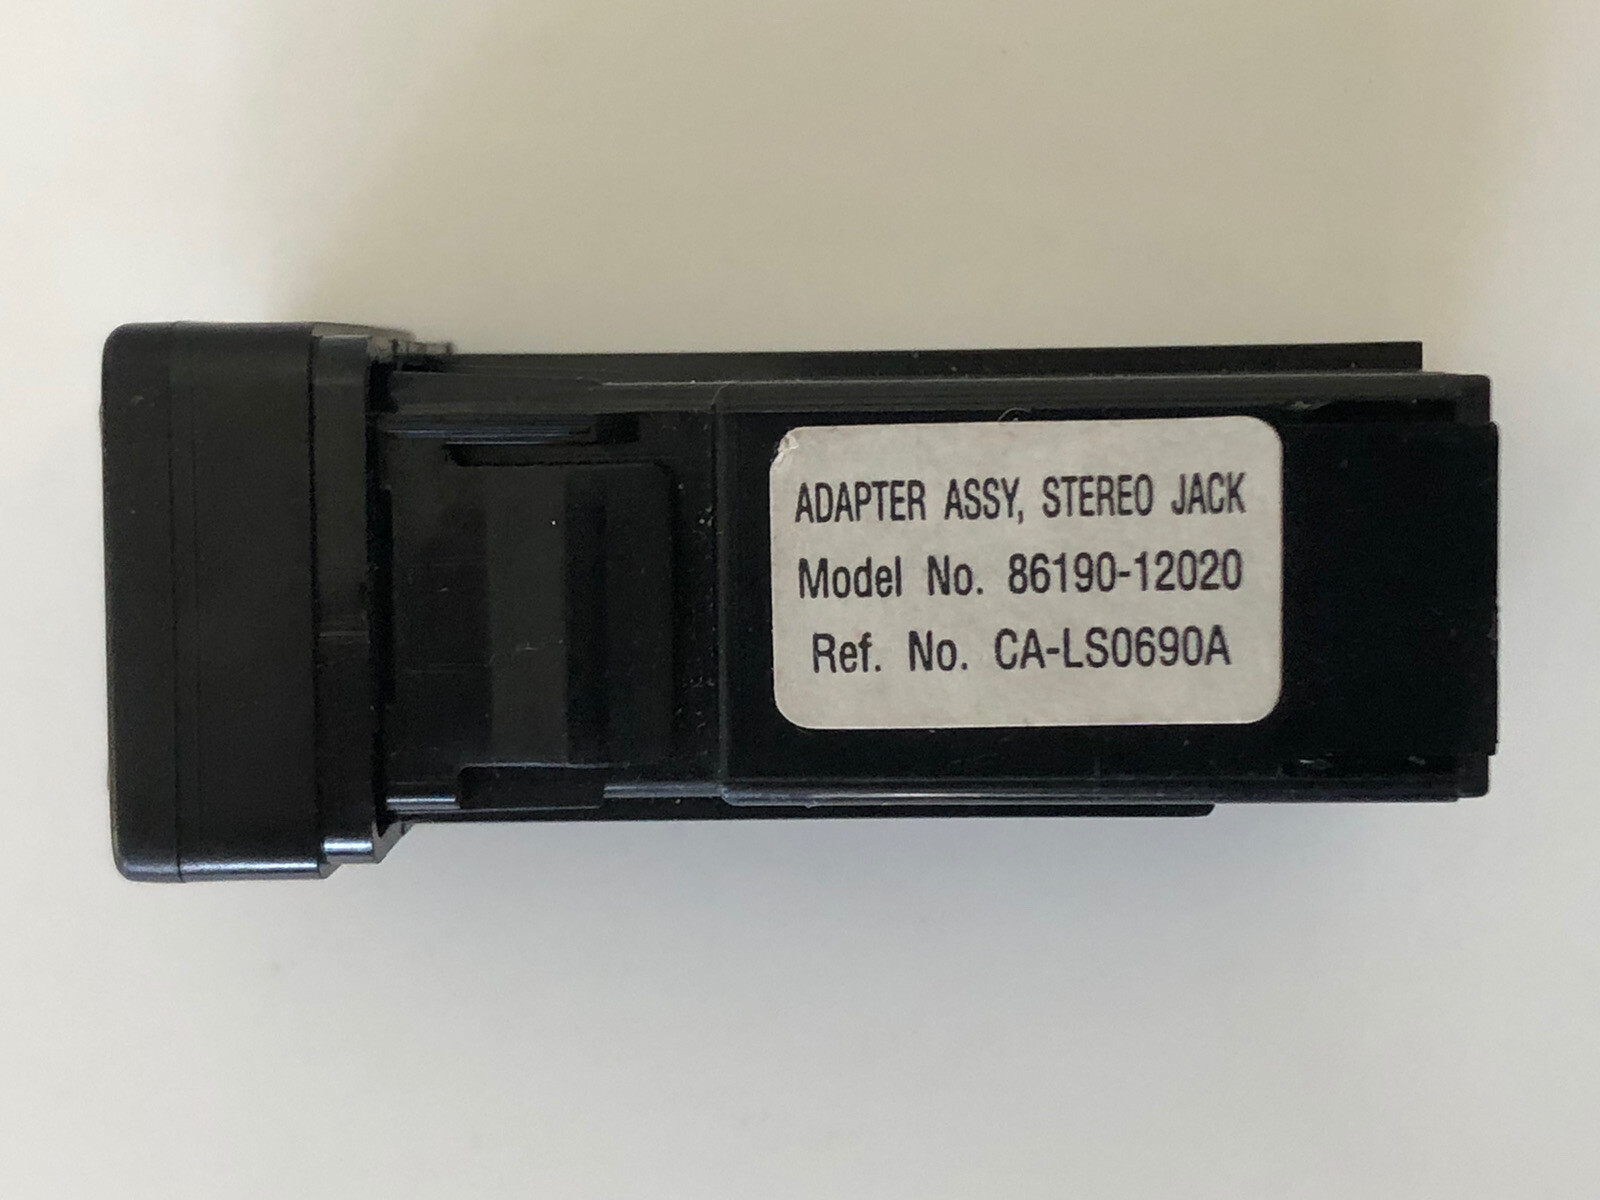 ADAPTER ASSY, STEREO JACK
Model No. 86190-12020
Ref. No. CA-LS0690A